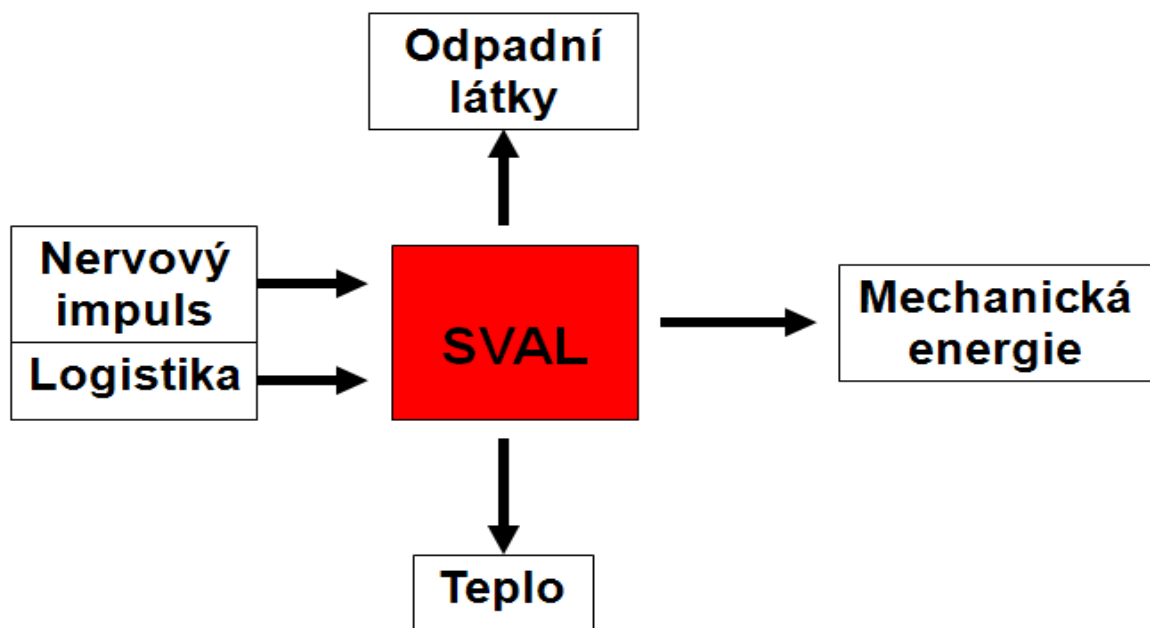 Odpadní
látky
Nervový
impuls
Logistika
SVAL
Mechanická
energie
Teplo